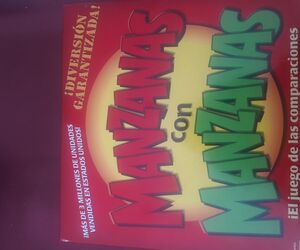 ¡DIVERSIÓN
GARANTIZADA!
MANZANAS
con
MANZANAS
¡MÁS DE 3 MILLONES DE UNIDADES
VENDIDAS EN ESTADOS UNIDOS!
¡El juego de las comparaciones